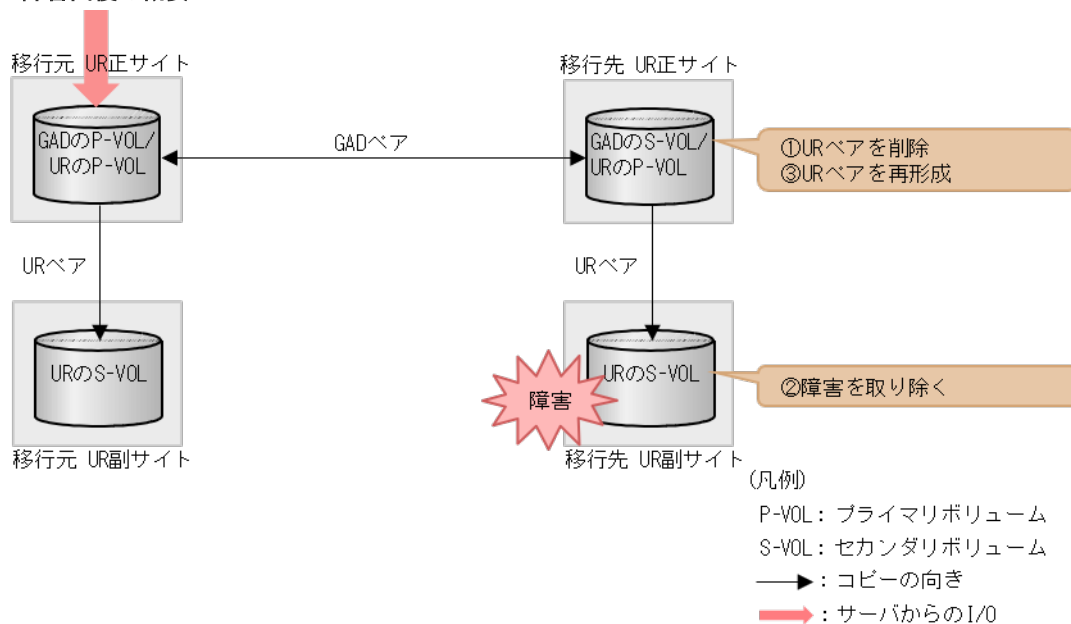 移行元 UR正サイト
移行先 UR正サイト
GADのP-VOL/
URのP-VOL
GADペア
GADのS-VOL/
URのP-VOL
①URペアを削除
③URペアを再形成
URペア
URペア
URのS-VOL
障害
URのS-VOL
②障害を取り除く
移行元 UR副サイト
移行先 UR副サイト
(凡例)
P-VOL: プライマリボリューム
S-VOL: セカンダリボリューム
: コピーの向き
: サーバからのI/O